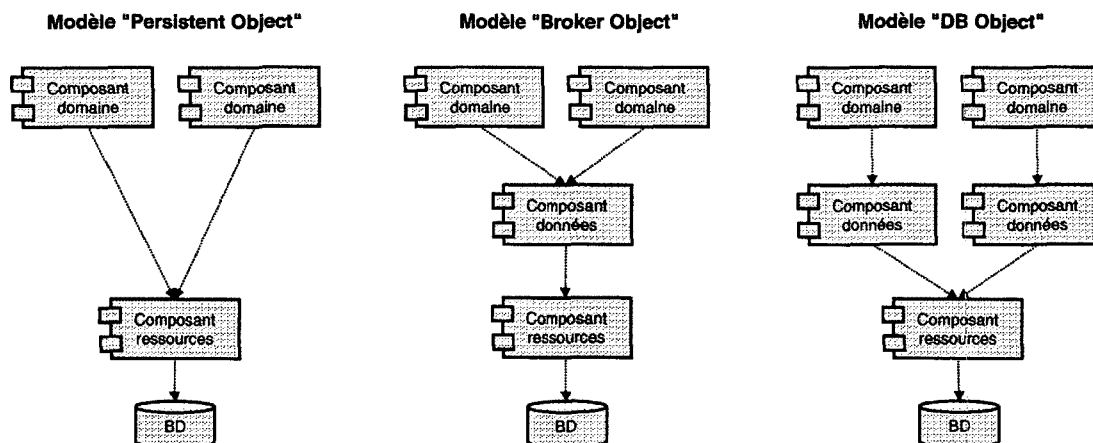 Modèle "Persistent Object"
Modèle "Broker Object"
Modèle "DB Object"
Composant
domaine
Composant
domaine
Composant
domaine
Composant
domaine
Composant
domaine
Composant
domaine
Composant
données
Composant
données
Composant
données
Composant
ressources
Composant
ressources
Composant
ressources
BD
BD
BD